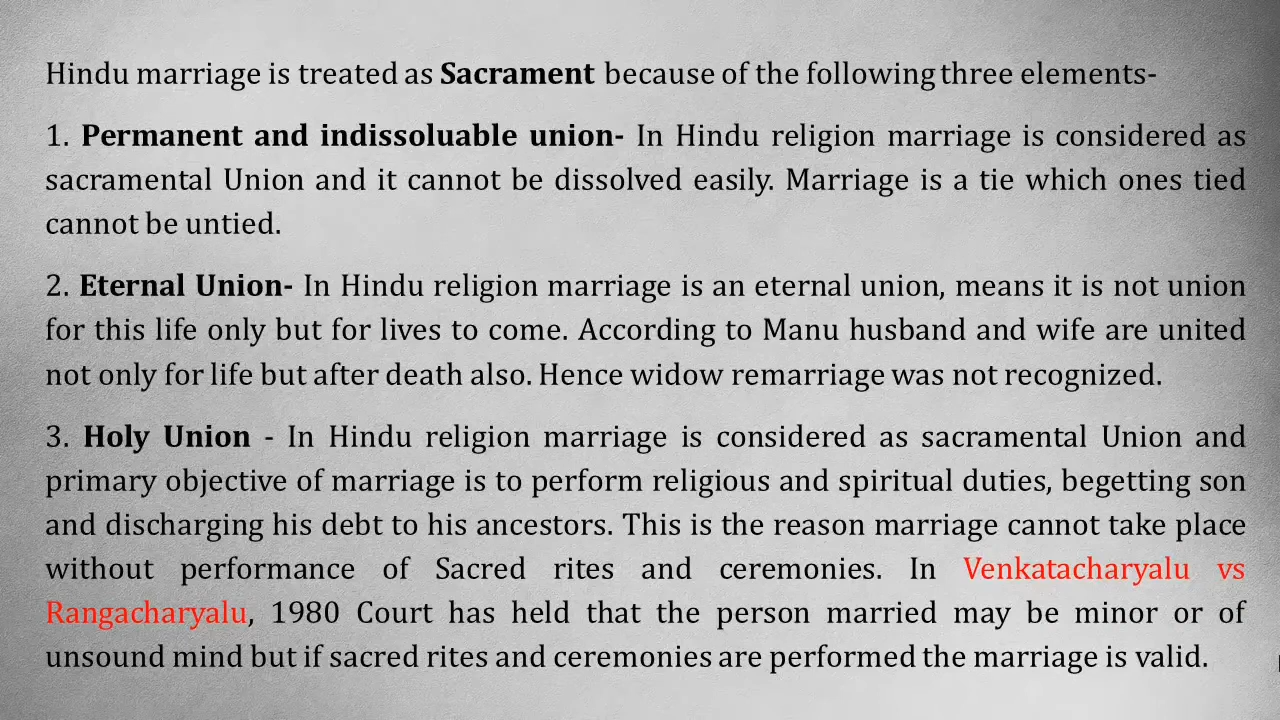 Hindu marriage is treated as Sacrament because of the following three elements-
1. Permanent and indissoluable union- In Hindu religion marriage is considered as
sacramental Union and it cannot be dissolved easily. Marriage is a tie which ones tied
cannot be untied.
2. Eternal Union- In Hindu religion marriage is an eternal union, means it is not union
for this life only but for lives to come. According to Manu husband and wife are united
not only for life but after death also. Hence widow remarriage was not recognized.
3. Holy Union - In Hindu religion marriage is considered as sacramental Union and
primary objective of marriage is to perform religious and spiritual duties, begetting son
and discharging his debt to his ancestors. This is the reason marriage cannot take place
without performance of Sacred rites and ceremonies. In Venkatacharyalu vs
Rangacharyalu, 1980 Court has held that the person married may be minor or of
unsound mind but if sacred rites and ceremonies are performed the marriage is valid.